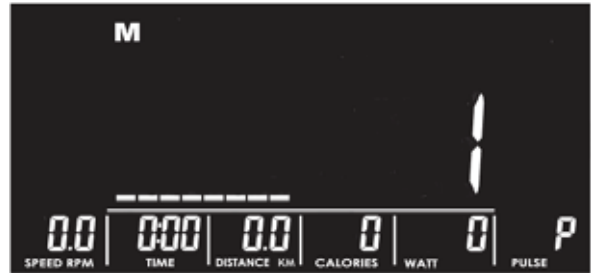 M
1
0.0 0:00 0.0 0 0 P
SPEED RPM TIME DISTANCE KM CALORIES WATT PULSE